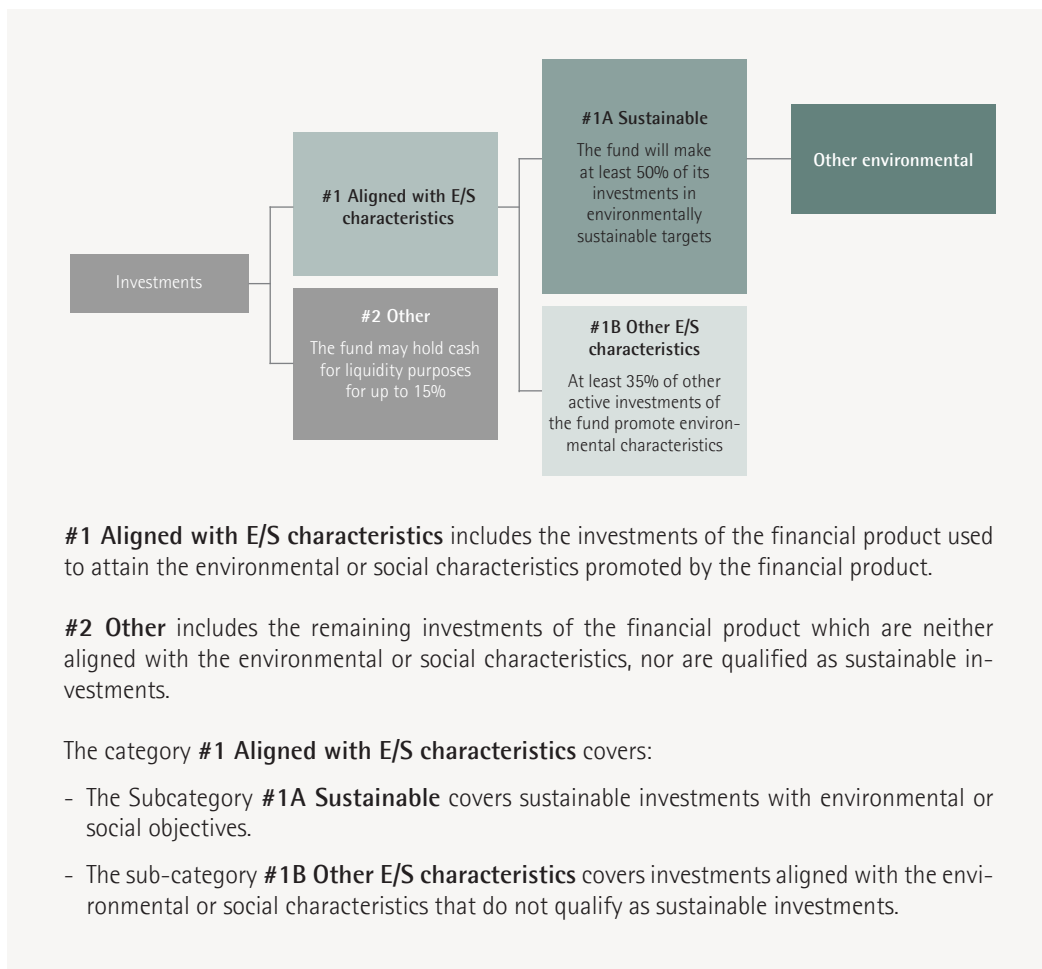 Investments
#1 Aligned with E/S
characteristics
#2 Other
The fund may hold cash
for liquidity purposes
for up to 15%
#1A Sustainable
The fund will make
at least 50% of its
investments in
environmentally
sustainable targets
#1B Other E/S
characteristics
At least 35% of other
active investments of
the fund promote environ-
mental characteristics
Other environmental
#1 Aligned with E/S characteristics includes the investments of the financial product used
to attain the environmental or social characteristics promoted by the financial product.
#2 Other includes the remaining investments of the financial product which are neither
aligned with the environmental or social characteristics, nor are qualified as sustainable in-
vestments.
The category #1 Aligned with E/S characteristics covers:
- The Subcategory #1A Sustainable covers sustainable investments with environmental or
social objectives.
- The sub-category #1B Other E/S characteristics covers investments aligned with the envi-
ronmental or social characteristics that do not qualify as sustainable investments.